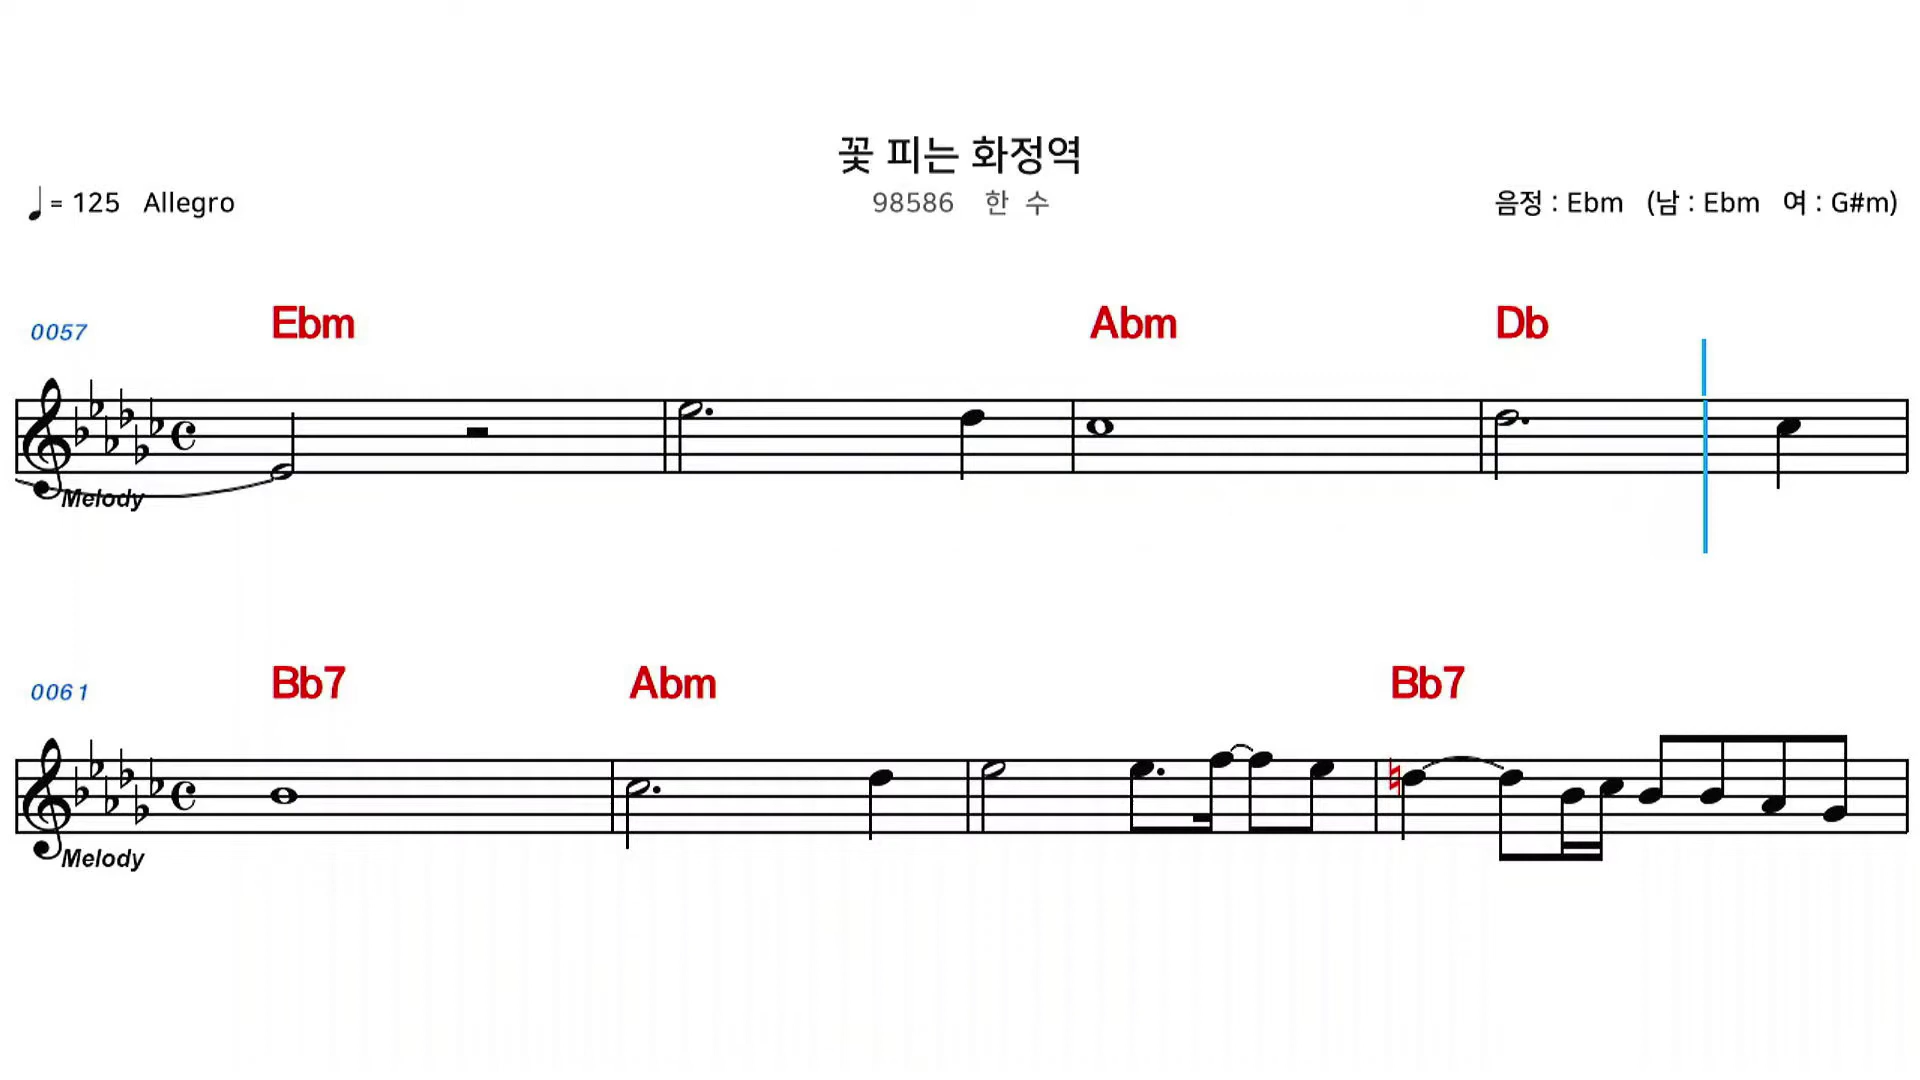 꽃 피는 화정역
= 125 Allegro 98586 한 수 음정 : Ebm (남 : Ebm 여 : G#m)
0057 Ebm Abm Db
Melody
0061 Bb7 Abm Bb7
Melody